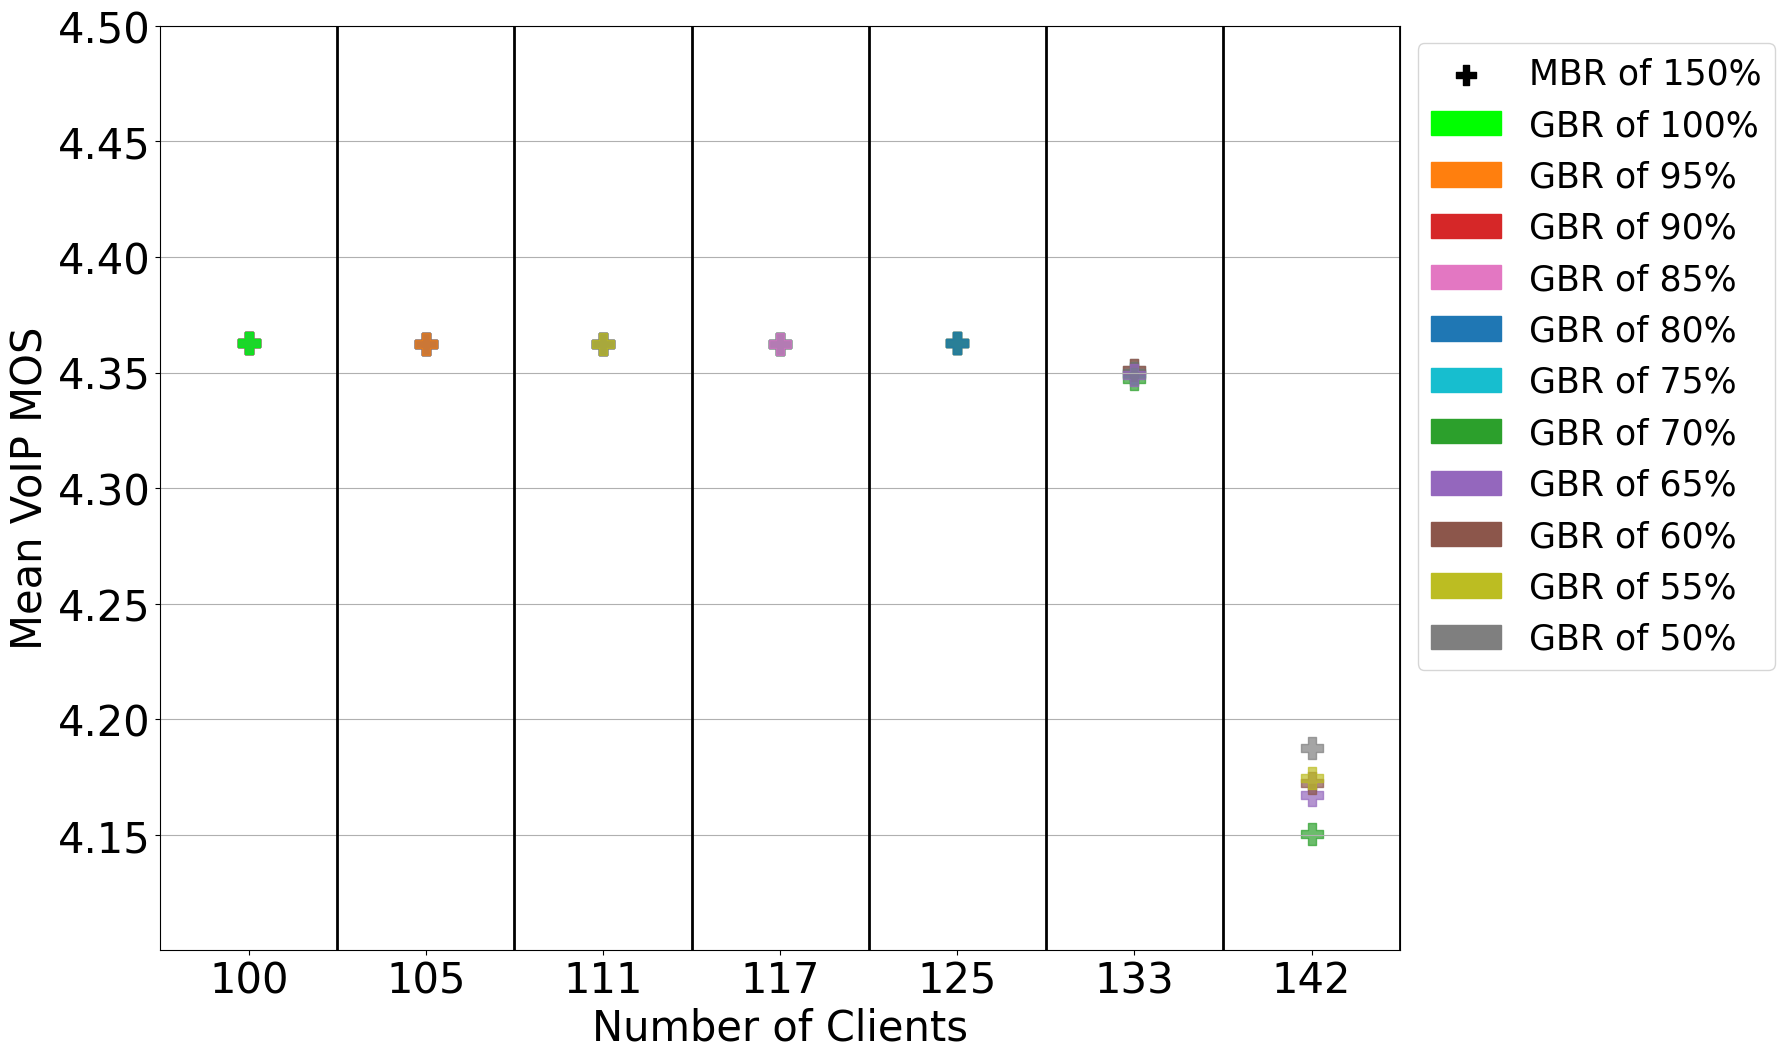 4.50
4.45
4.40
4.35
4.30
4.25
4.20
4.15
Mean VoIP MOS
100 105 111 117 125 133 142
Number of Clients
MBR of 150%
GBR of 100%
GBR of 95%
GBR of 90%
GBR of 85%
GBR of 80%
GBR of 75%
GBR of 70%
GBR of 65%
GBR of 60%
GBR of 55%
GBR of 50%